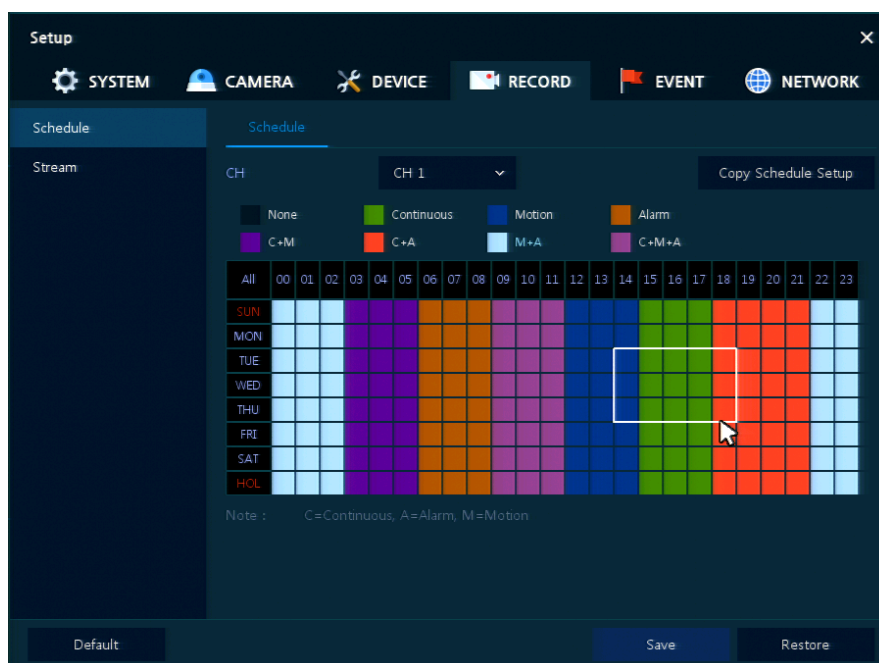 Setup
SYSTEM CAMERA DEVICE RECORD EVENT NETWORK
Schedule
Stream
Schedule
CH CH 1 Copy Schedule Setup
None Continuous Motion Alarm
C+M C+A M+A C+M+A
All 00 01 02 03 04 05 06 07 08 09 10 11 12 13 14 15 16 17 18 19 20 21 22 23
SUN
MON
TUE
WED
THU
FRI
SAT
HOL
Note : C=Continuous, A=Alarm, M=Motion
Default Save Restore